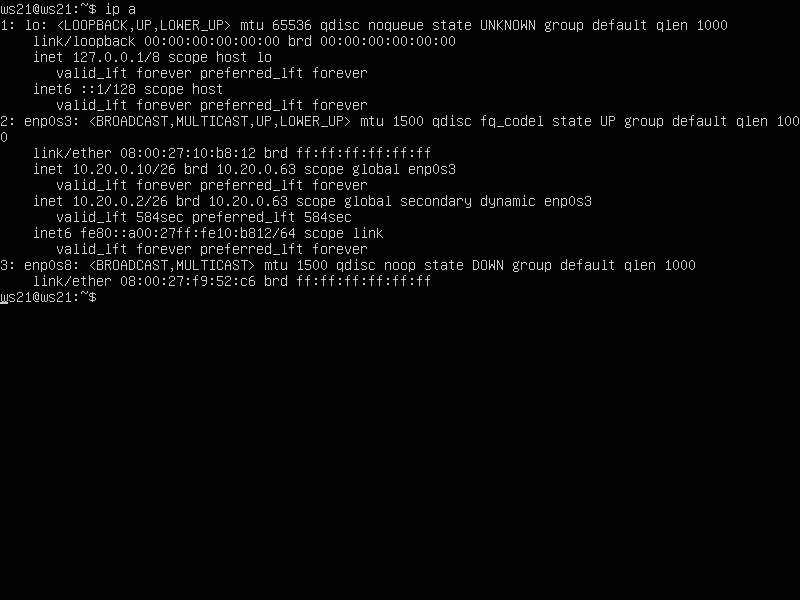 ws21@ws21:~$ ip a
1: lo: <LOOPBACK,UP,LOWER_UP> mtu 65536 qdisc noqueue state UNKNOWN group default qlen 1000
    link/loopback 00:00:00:00:00:00 brd 00:00:00:00:00:00
    inet 127.0.0.1/8 scope host lo
       valid_lft forever preferred_lft forever
    inet6 ::1/128 scope host
       valid_lft forever preferred_lft forever
2: enp0s3: <BROADCAST,MULTICAST,UP,LOWER_UP> mtu 1500 qdisc fq_codel state UP group default qlen 100
0
    link/ether 08:00:27:10:b8:12 brd ff:ff:ff:ff:ff:ff
    inet 10.20.0.10/26 brd 10.20.0.63 scope global enp0s3
       valid_lft forever preferred_lft forever
    inet 10.20.0.2/26 brd 10.20.0.63 scope global secondary dynamic enp0s3
       valid_lft 584sec preferred_lft 584sec
    inet6 fe80::a00:27ff:fe10:b812/64 scope link
       valid_lft forever preferred_lft forever
3: enp0s8: <BROADCAST,MULTICAST> mtu 1500 qdisc noop state DOWN group default qlen 1000
    link/ether 08:00:27:f9:52:c6 brd ff:ff:ff:ff:ff:ff
ws21@ws21:~$